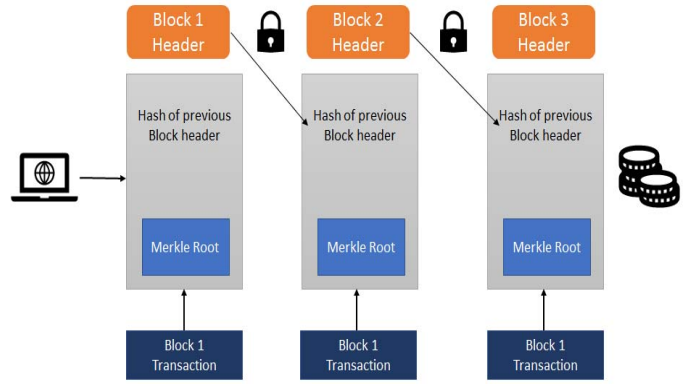 Block 1
Header
Block 2
Header
Block 3
Header
Hash of previous
Block header
Hash of previous
Block header
Hash of previous
Block header
Merkle Root
Merkle Root
Merkle Root
Block 1
Transaction
Block 1
Transaction
Block 1
Transaction